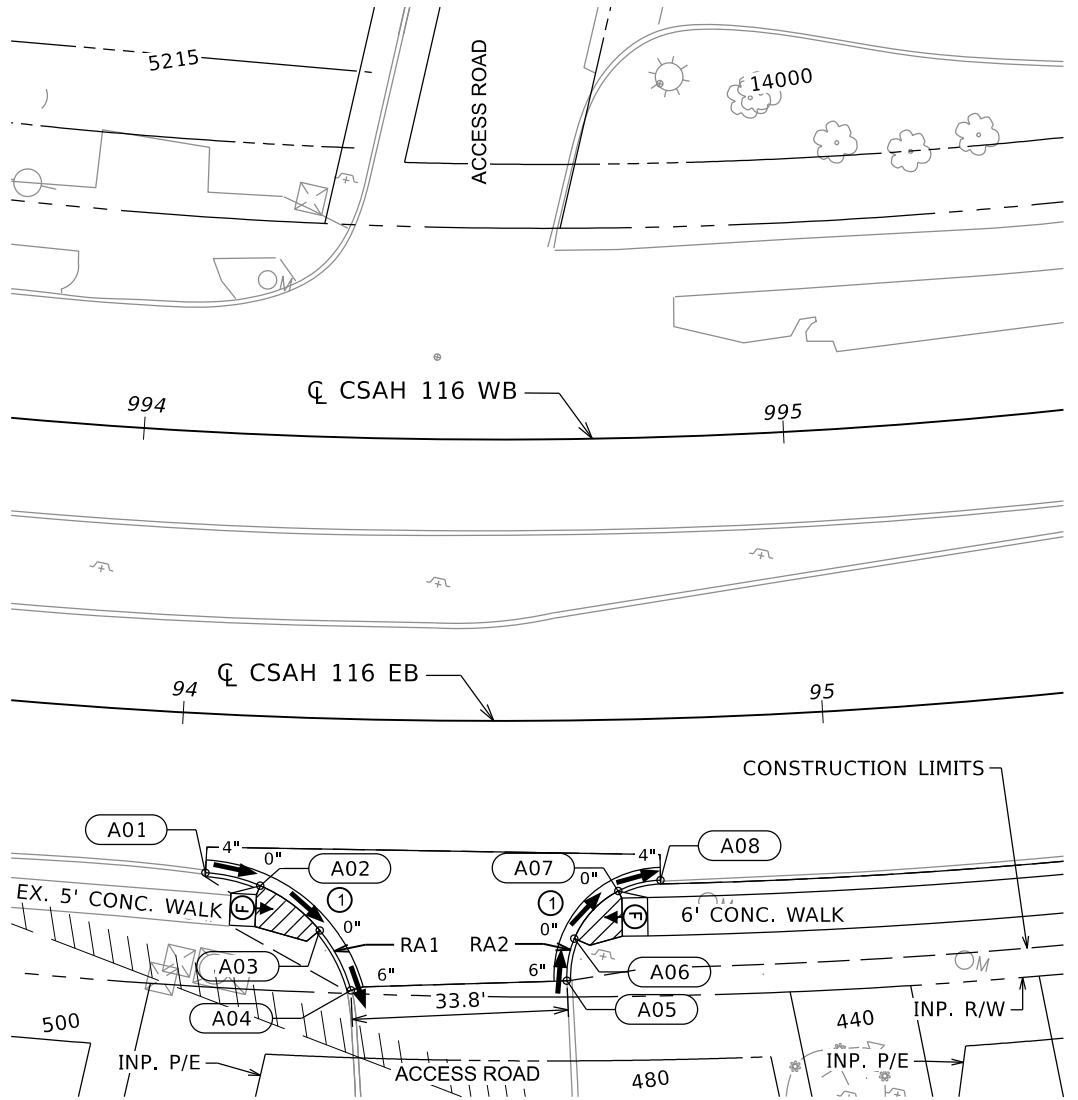 5215
ACCESS ROAD
14000
M
℄ CSAH 116 WB
994
995
℄ CSAH 116 EB
94
95
CONSTRUCTION LIMITS
A01
4"
0"
A02
A07
0"
4"
A08
EX. 5' CONC. WALK
F
1
1
F
6' CONC. WALK
0"
0"
RA1
RA2
A03
6"
6"
A06
M
33.8'
A04
A05
INP. R/W
500
440
INP. P/E
INP. P/E
ACCESS ROAD
480